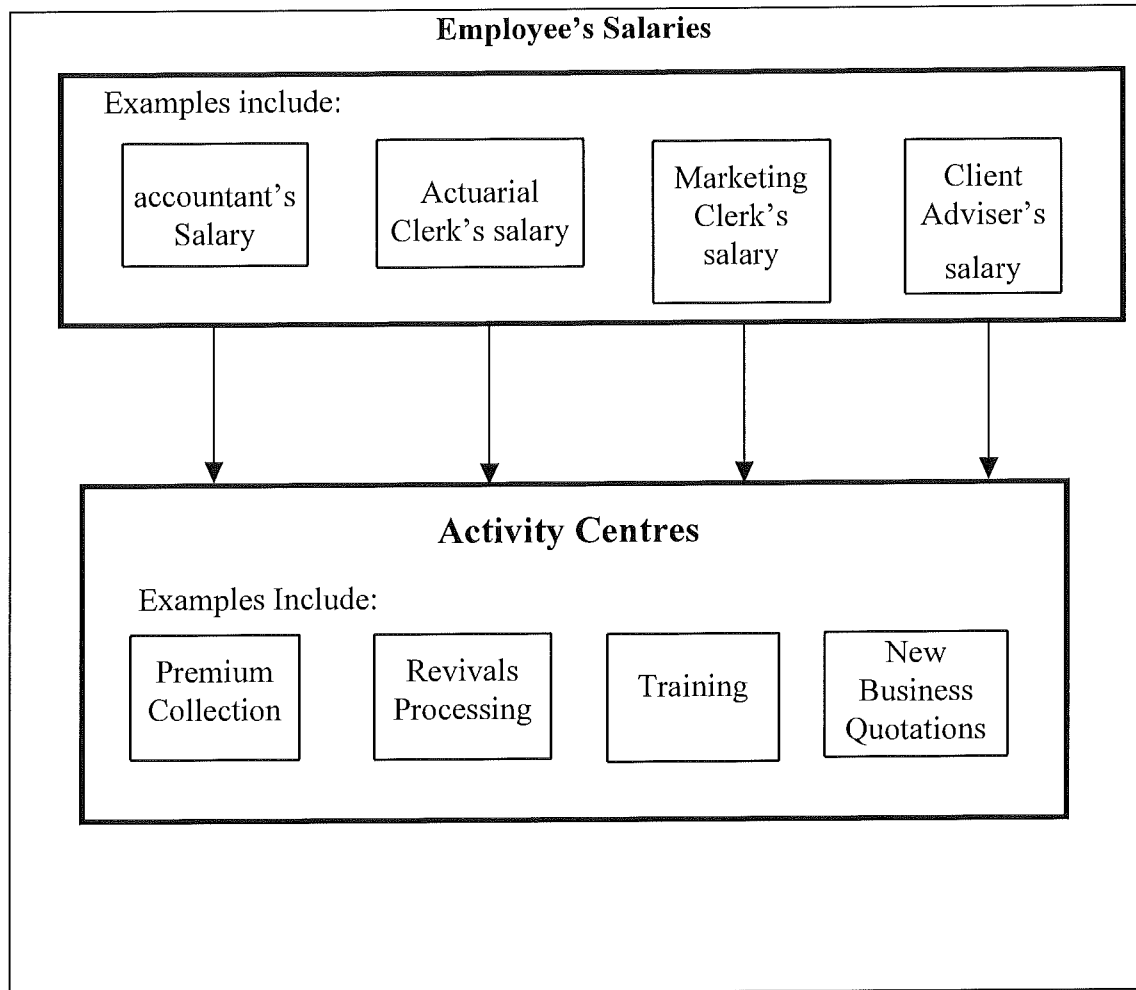 Employee’s Salaries
Examples include:
accountant’s
Salary
Actuarial
Clerk’s salary
Marketing
Clerk’s
salary
Client
Adviser’s
salary
Activity Centres
Examples Include:
Premium
Collection
Revivals
Processing
Training
New
Business
Quotations